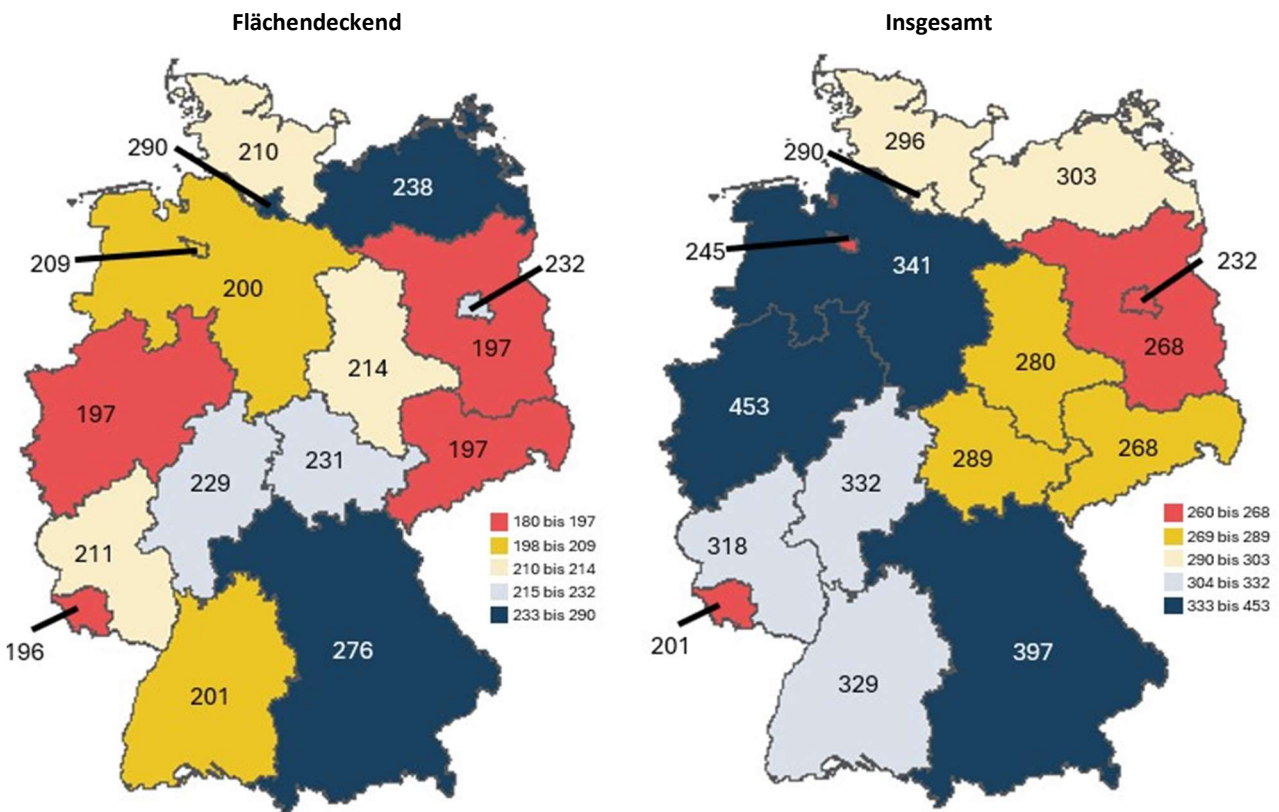 Flächendeckend
290
210
238
209
200
232
197
214
197
197
229
231
211
196
276
201
180 bis 197
198 bis 209
210 bis 214
215 bis 232
233 bis 290
Insgesamt
296
290
303
245
341
232
268
280
453
268
289
332
318
201
397
329
260 bis 268
269 bis 289
290 bis 303
304 bis 332
333 bis 453